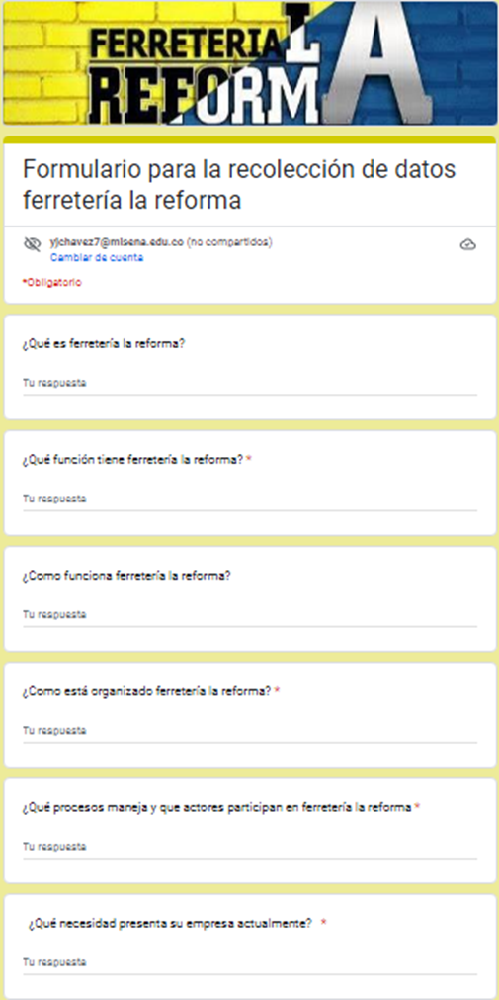 FERRETERIA LA
REFORMA
Formulario para la recolección de datos
ferretería la reforma
yjchavez7@misena.edu.co (no compartidos)
Cambiar de cuenta
*Obligatorio
¿Qué es ferretería la reforma?
Tu respuesta
¿Qué función tiene ferretería la reforma? *
Tu respuesta
¿Como funciona ferretería la reforma?
Tu respuesta
¿Como está organizado ferretería la reforma? *
Tu respuesta
¿Qué procesos maneja y que actores participan en ferretería la reforma *
Tu respuesta
¿Qué necesidad presenta su empresa actualmente? *
Tu respuesta